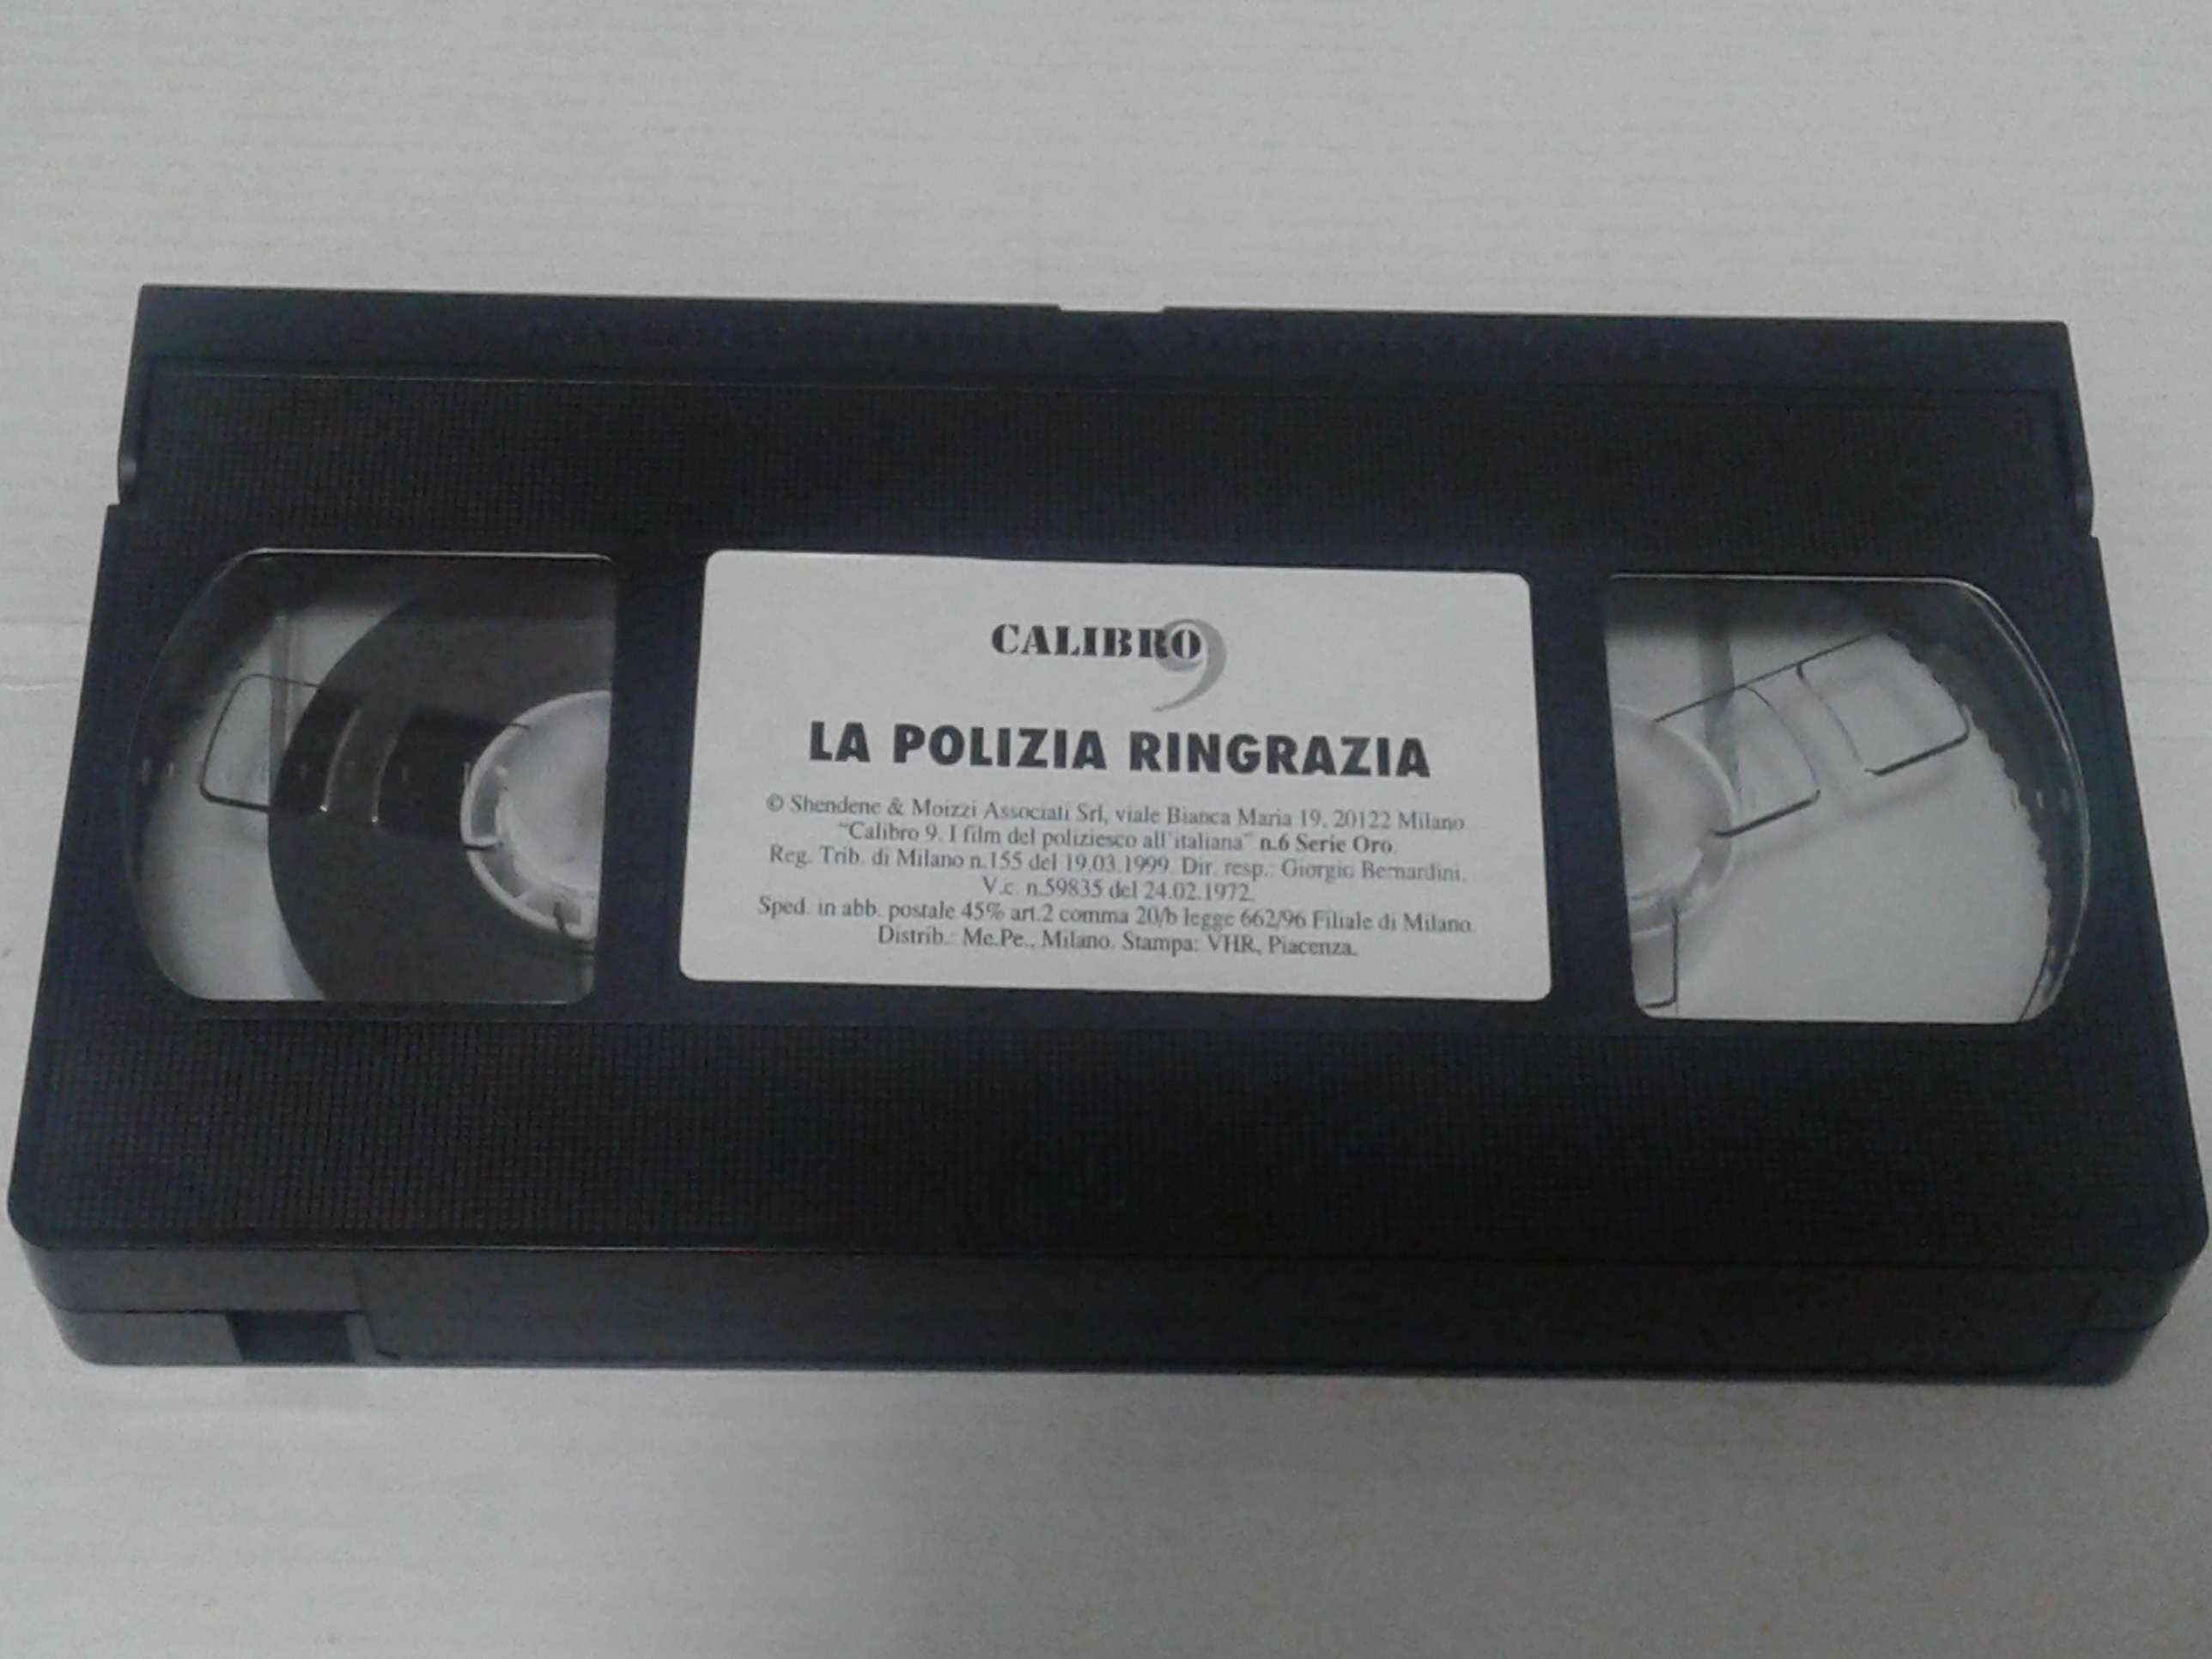 CALIBRO 9
LA POLIZIA RINGRAZIA
© Shendene & Moizzi Associati Srl, viale Bianca Maria 19, 20122 Milano.
"Calibro 9. I film del poliziesco all'italiana" n.6 Serie Oro.
Reg. Trib. di Milano n.155 del 19.03.1999. Dir. resp.: Giorgio Bernardini.
V.c. n.59835 del 24.02.1972.
Sped. in abb. postale 45% art.2 comma 20/b legge 662/96 Filiale di Milano.
Distrib.: Me.Pe., Milano. Stampa: VHR, Piacenza.